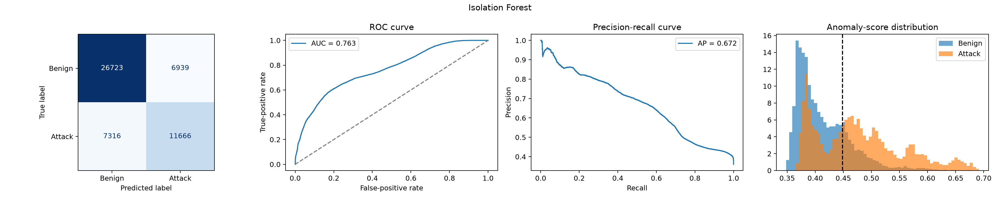 Isolation Forest
True label
Benign
Attack
26723
6939
7316
11666
Benign
Attack
Predicted label
ROC curve
AUC = 0.763
True-positive rate
1.0
0.8
0.6
0.4
0.2
0.0
0.0
0.2
0.4
0.6
0.8
1.0
False-positive rate
Precision-recall curve
AP = 0.672
Precision
1.0
0.9
0.8
0.7
0.6
0.5
0.4
0.0
0.2
0.4
0.6
0.8
1.0
Recall
Anomaly-score distribution
Benign
Attack
16
14
12
10
8
6
4
2
0
0.35
0.40
0.45
0.50
0.55
0.60
0.65
0.70